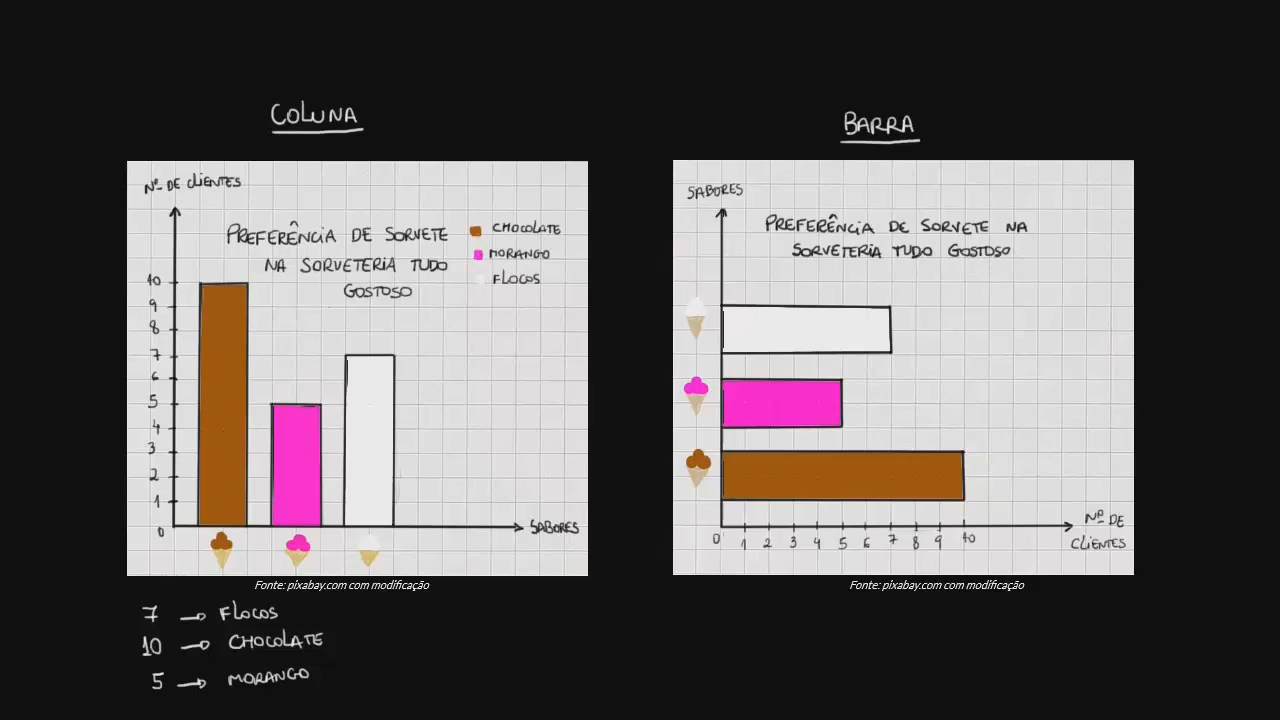 COLUNA
Nº DE CLIENTES
PREFERÊNCIA DE SORVETE
NA SORVETERIA TUDO
GOSTOSO
CHOCOLATE
MORANGO
FLOCOS
10
9
8
7
6
5
4
3
2
1
0
SABORES
Fonte: pixabay.com com modificação
7 → FLOCOS
10 → CHOCOLATE
5 → MORANGO
BARRA
SABORES
PREFERÊNCIA DE SORVETE NA
SORVETERIA TUDO GOSTOSO
0 1 2 3 4 5 6 7 8 9 10
Nº DE
CLIENTES
Fonte: pixabay.com com modificação